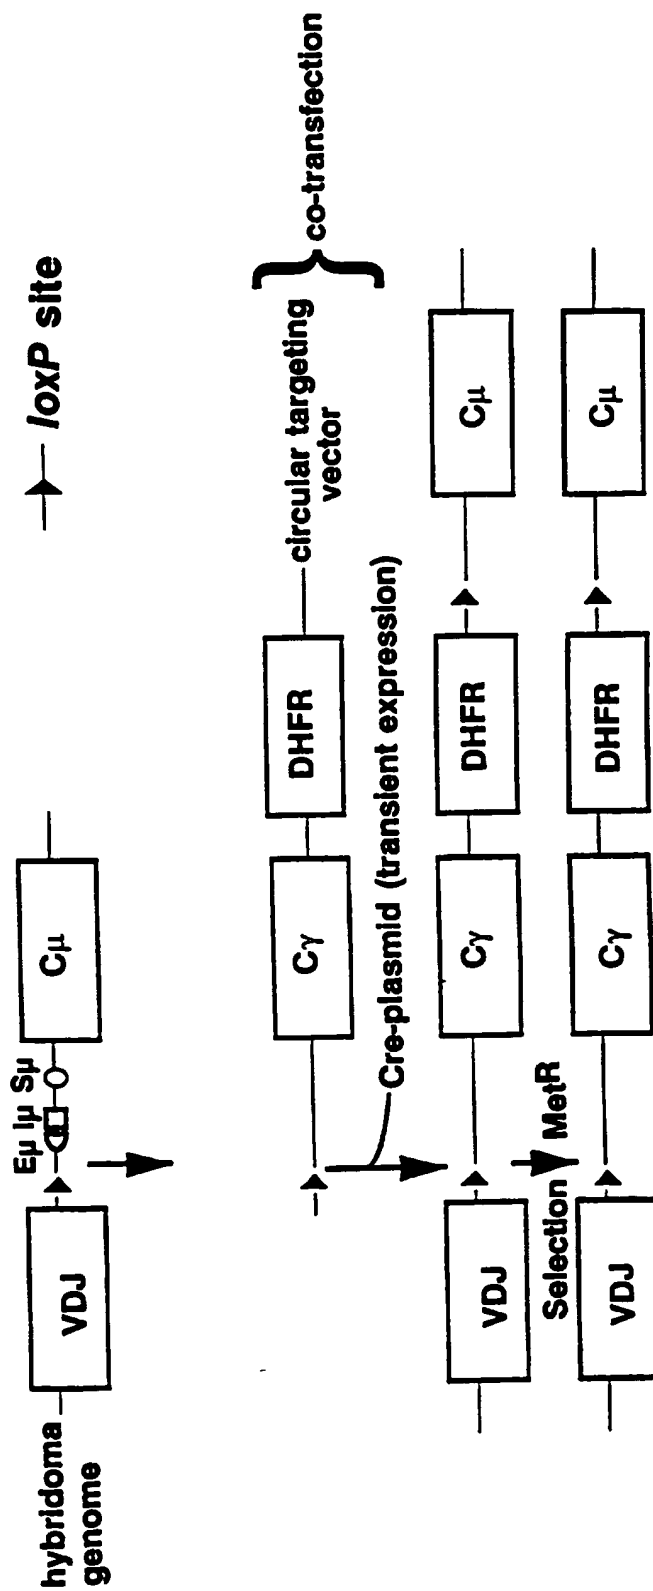 loxP site
hybridoma
genome
VDJ
Eμ Iμ Sμ
Cμ
Cγ
DHFR
circular targeting
vector
co-transfection
Cre-plasmid (transient expression)
VDJ
Cγ
DHFR
Cμ
Selection MetR
VDJ
Cγ
DHFR
Cμ